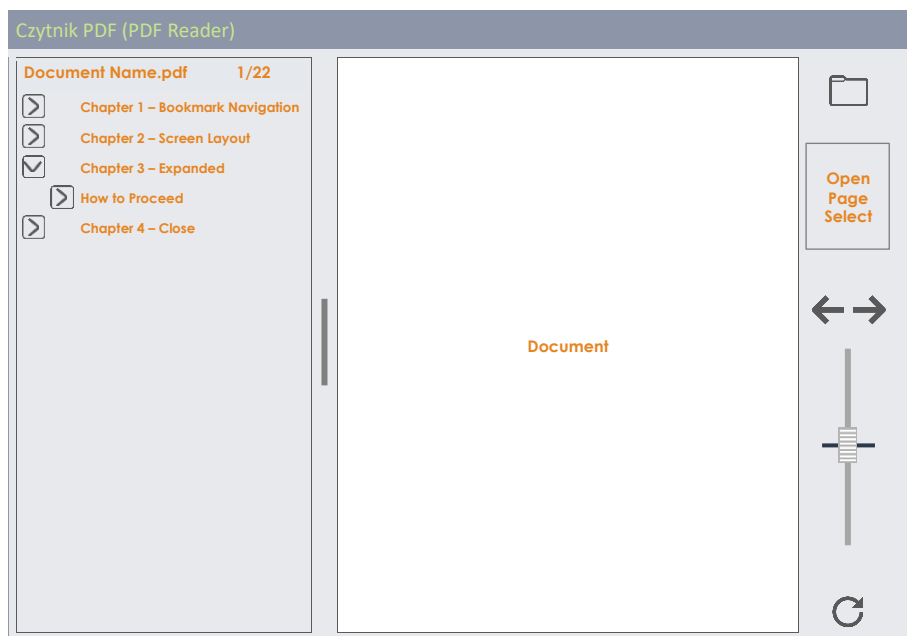 Czytnik PDF (PDF Reader)
Document Name.pdf 1/22
Chapter 1 – Bookmark Navigation
Chapter 2 – Screen Layout
Chapter 3 – Expanded
How to Proceed
Chapter 4 – Close
Document
Open
Page
Select